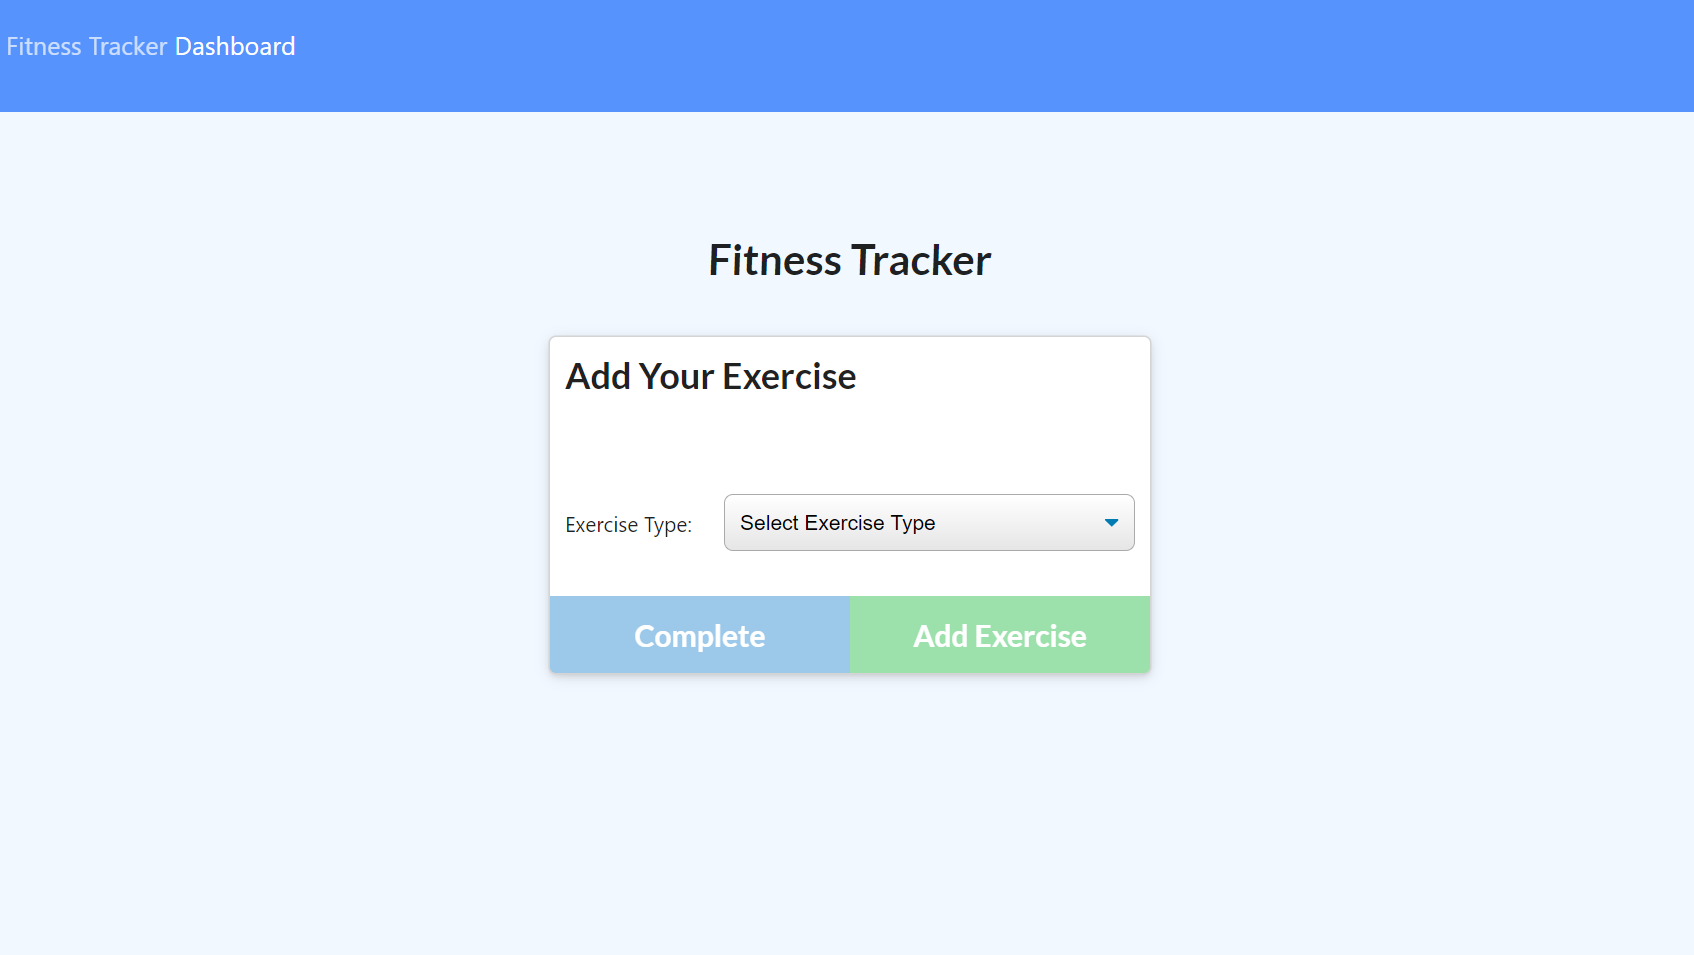 Fitness Tracker Dashboard
Fitness Tracker
Add Your Exercise
Exercise Type: Select Exercise Type
Complete Add Exercise